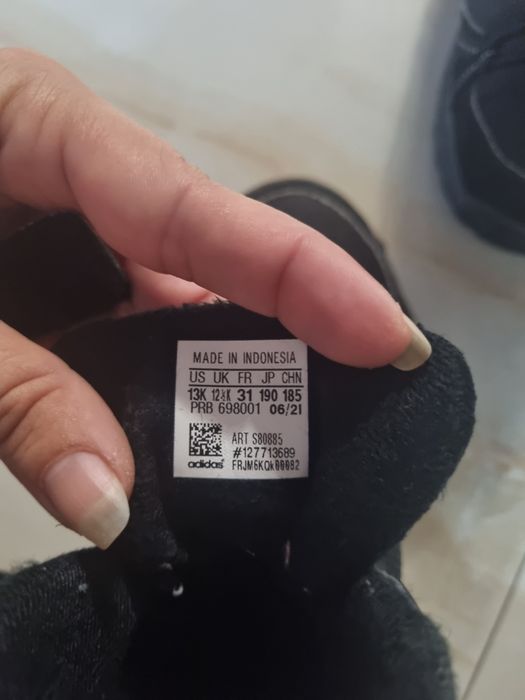 MADE IN INDONESIA
US UK FR JP CHN
13K 12½K 31 190 185
PRB 698001 06/21
ART S80885
#127713689
adidas FRJM6KQK00082